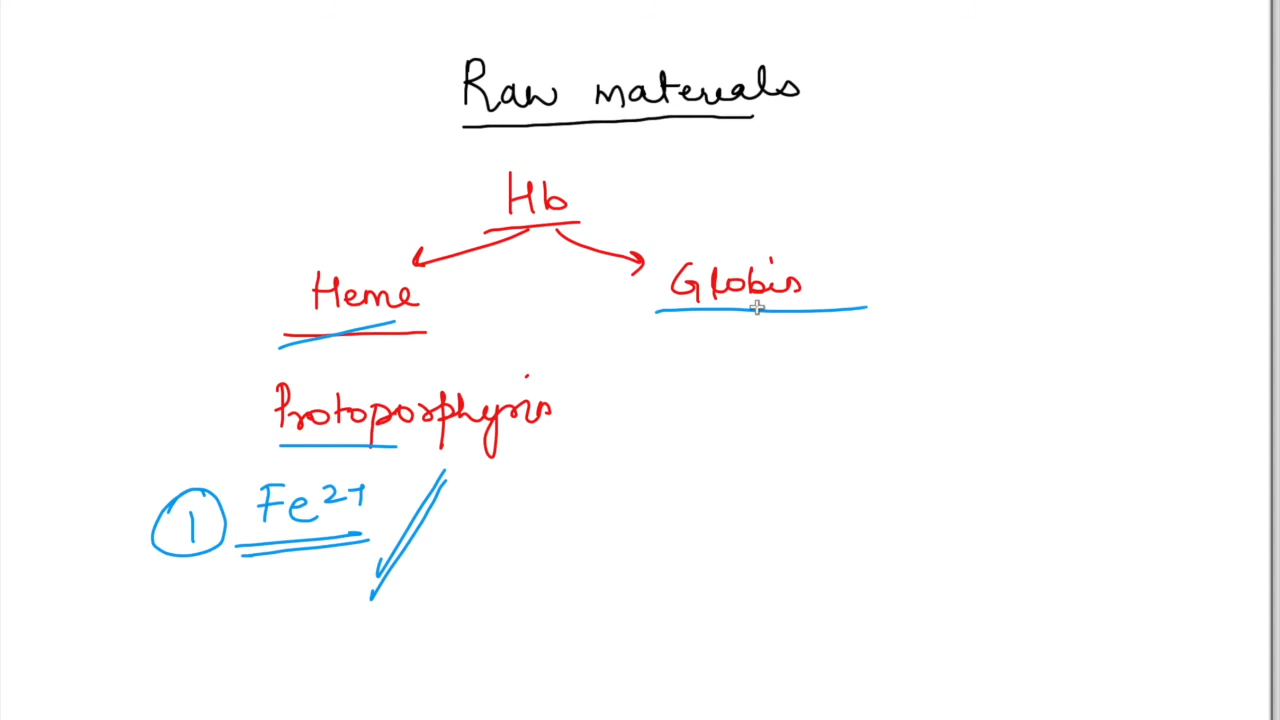 Raw materials
Hb
Heme
Globin
Protoporphyrin
1 Fe2+